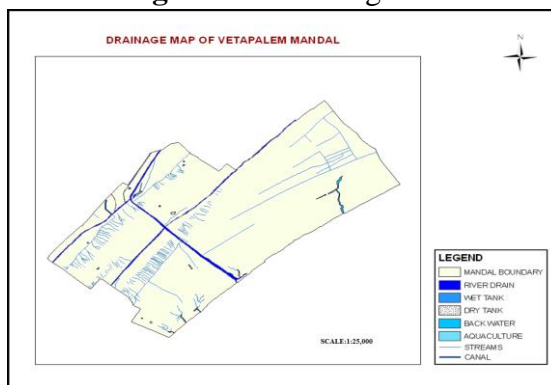 DRAINAGE MAP OF VETAPALEM MANDAL
N
LEGEND
MANDAL BOUNDARY
RIVER DRAIN
WET TANK
DRY TANK
BACK WATER
AQUACULTURE
STREAMS
CANAL
SCALE:1:25,000